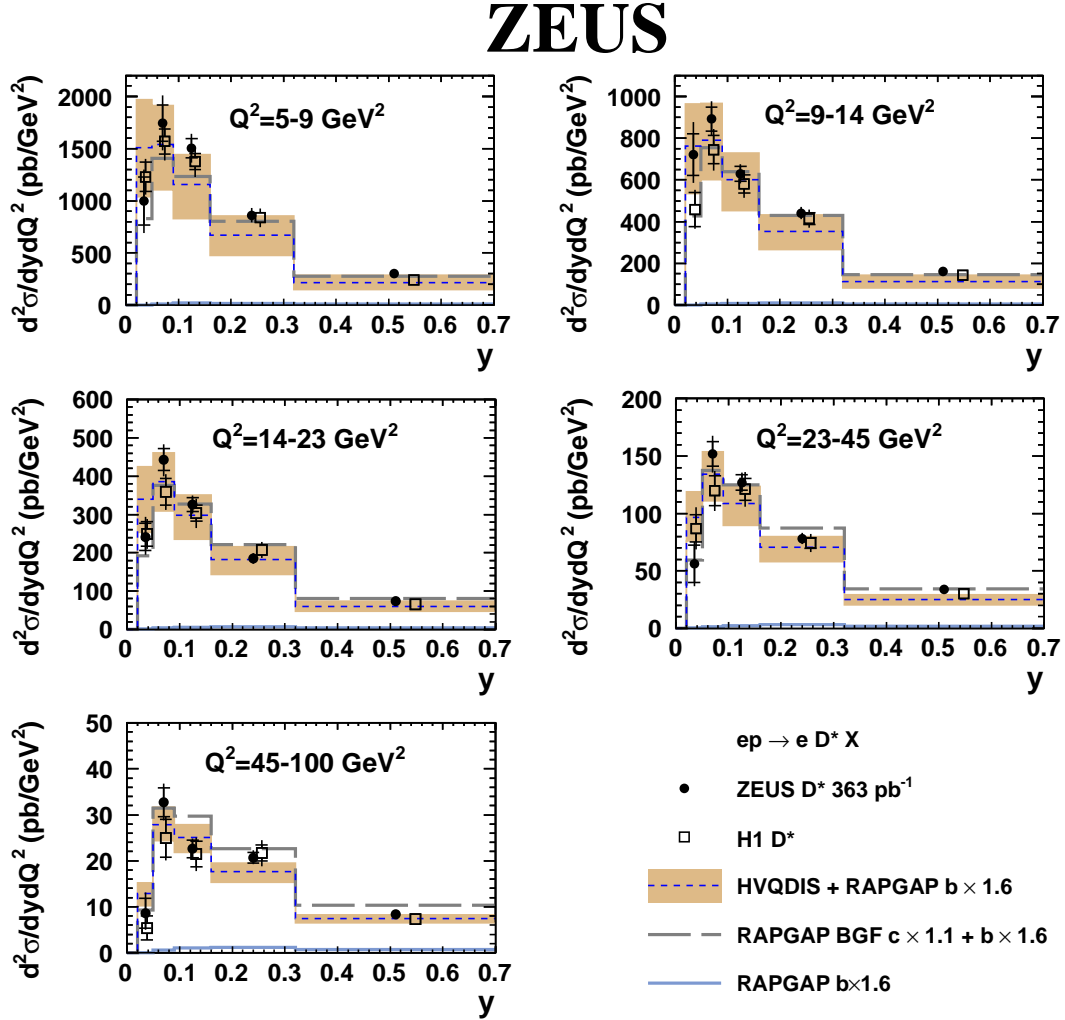 ZEUS
d²σ/dydQ² (pb/GeV²)
Q²=5-9 GeV²
2000
1500
1000
500
0
0 0.1 0.2 0.3 0.4 0.5 0.6 0.7
y
d²σ/dydQ² (pb/GeV²)
Q²=9-14 GeV²
1000
800
600
400
200
0
0 0.1 0.2 0.3 0.4 0.5 0.6 0.7
y
d²σ/dydQ² (pb/GeV²)
Q²=14-23 GeV²
600
500
400
300
200
100
0
0 0.1 0.2 0.3 0.4 0.5 0.6 0.7
y
d²σ/dydQ² (pb/GeV²)
Q²=23-45 GeV²
200
150
100
50
0
0 0.1 0.2 0.3 0.4 0.5 0.6 0.7
y
d²σ/dydQ² (pb/GeV²)
Q²=45-100 GeV²
50
40
30
20
10
0
0 0.1 0.2 0.3 0.4 0.5 0.6 0.7
y
ep → e D* X
ZEUS D* 363 pb⁻¹
H1 D*
HVQDIS + RAPGAP b × 1.6
RAPGAP BGF c × 1.1 + b × 1.6
RAPGAP b×1.6